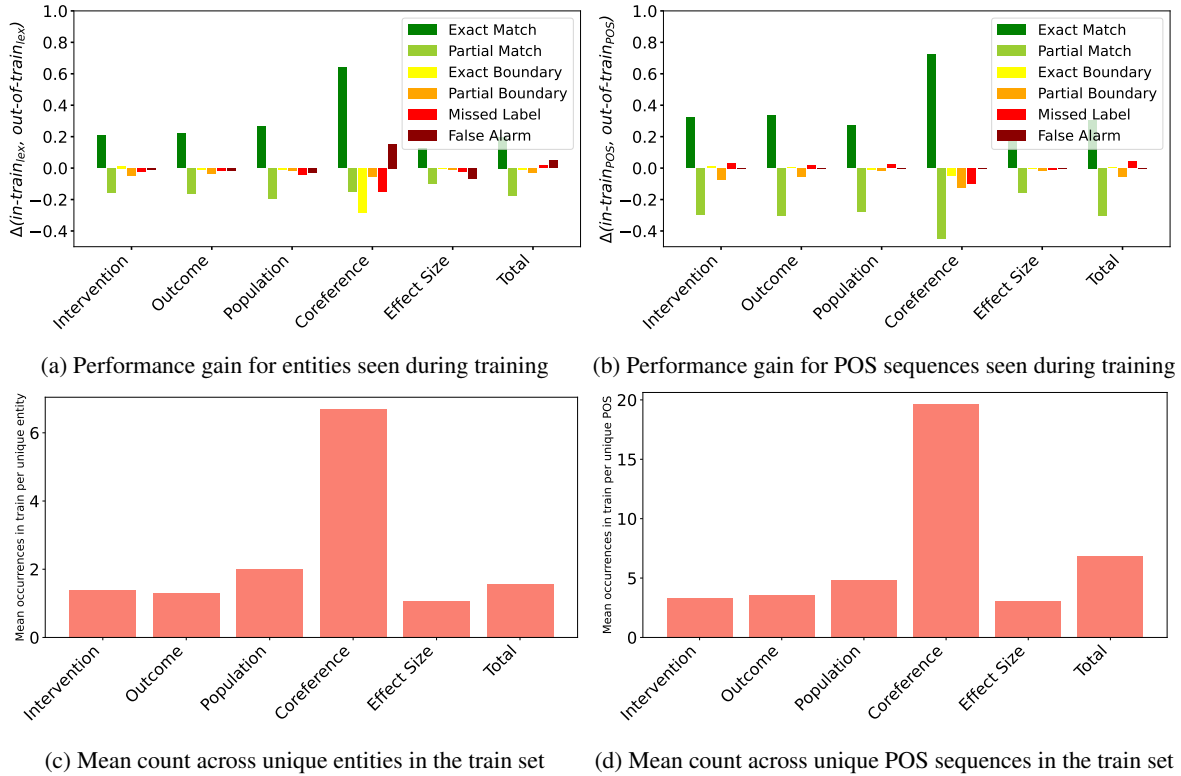 1.0
0.8
0.6
0.4
0.2
0.0
−0.2
−0.4
Δ(in-train_lex, out-of-train_lex)
Exact Match
Partial Match
Exact Boundary
Partial Boundary
Missed Label
False Alarm
Intervention
Outcome
Population
Coreference
Effect Size
Total
(a) Performance gain for entities seen during training
1.0
0.8
0.6
0.4
0.2
0.0
−0.2
−0.4
Δ(in-train_POS, out-of-train_POS)
Exact Match
Partial Match
Exact Boundary
Partial Boundary
Missed Label
False Alarm
Intervention
Outcome
Population
Coreference
Effect Size
Total
(b) Performance gain for POS sequences seen during training
6
4
2
0
Mean occurrences in train per unique entity
Intervention
Outcome
Population
Coreference
Effect Size
Total
(c) Mean count across unique entities in the train set
20
15
10
5
0
Mean occurrences in train per unique POS
Intervention
Outcome
Population
Coreference
Effect Size
Total
(d) Mean count across unique POS sequences in the train set